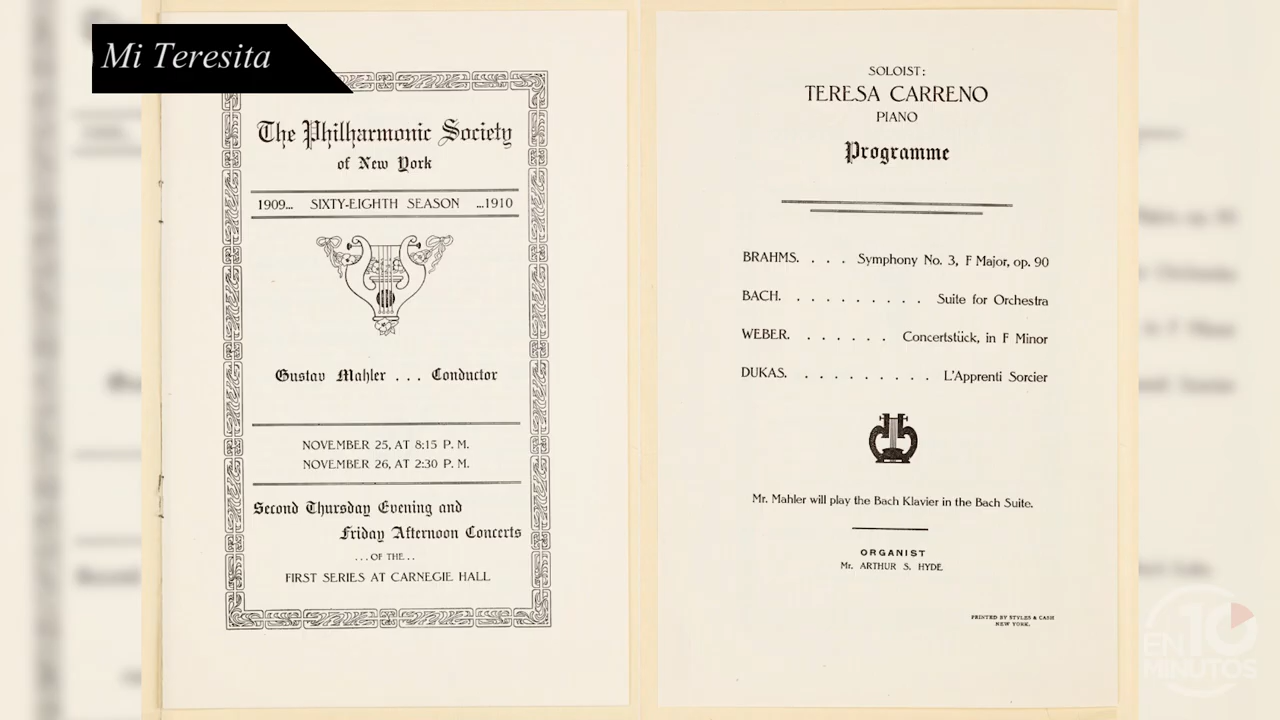 Mi Teresita
The Philharmonic Society
of New York
1909... SIXTY-EIGHTH SEASON ...1910
Gustav Mahler . . . Conductor
NOVEMBER 25, AT 8:15 P. M.
NOVEMBER 26, AT 2:30 P. M.
Second Thursday Evening and
Friday Afternoon Concerts
...OF THE...
FIRST SERIES AT CARNEGIE HALL
SOLOIST:
TERESA CARRENO
PIANO
Programme
BRAHMS. . . . Symphony No. 3, F Major, op. 90
BACH. . . . . . . . . . Suite for Orchestra
WEBER. . . . . . . Concertstück, in F Minor
DUKAS. . . . . . . . . . L'Apprenti Sorcier
Mr. Mahler will play the Bach Klavier in the Bach Suite.
ORGANIST
Mr. ARTHUR S. HYDE
PRINTED BY STYLES & CASH
NEW YORK.
EN 10
MINUTOS